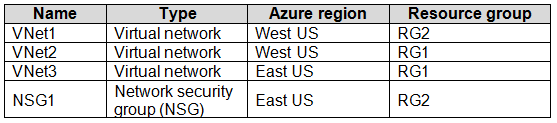 Name Type Azure region Resource group
VNet1 Virtual network West US RG2
VNet2 Virtual network West US RG1
VNet3 Virtual network East US RG1
NSG1 Network security group (NSG) East US RG2